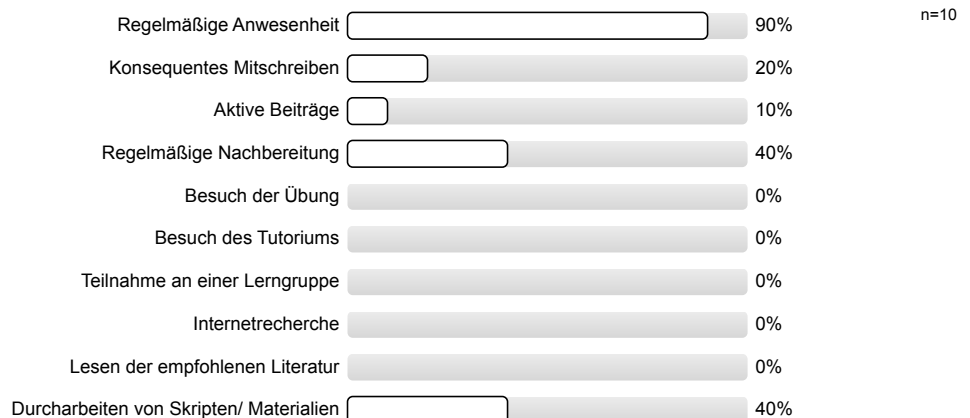 Regelmäßige Anwesenheit 90% n=10
Konsequentes Mitschreiben 20%
Aktive Beiträge 10%
Regelmäßige Nachbereitung 40%
Besuch der Übung 0%
Besuch des Tutoriums 0%
Teilnahme an einer Lerngruppe 0%
Internetrecherche 0%
Lesen der empfohlenen Literatur 0%
Durcharbeiten von Skripten/ Materialien 40%